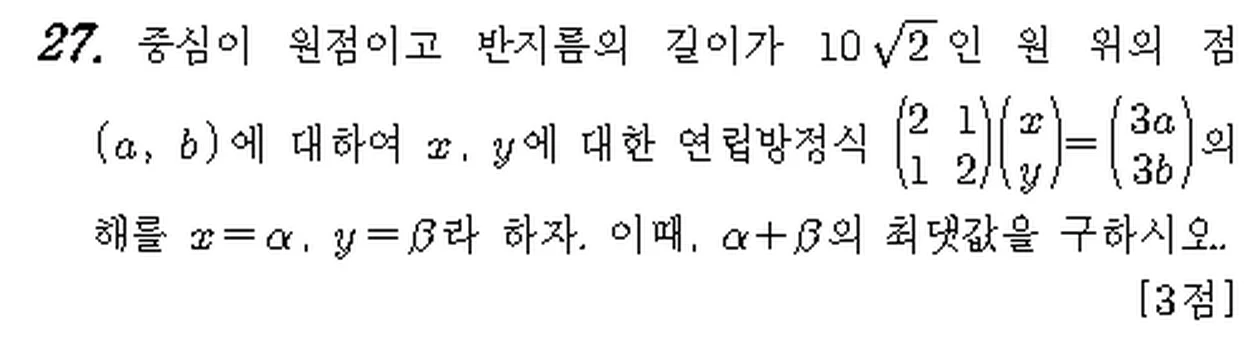 27. 중심이 원점이고 반지름의 길이가 10√2 인 원 위의 점
(a, b)에 대하여 x, y에 대한 연립방정식 (2 1; 1 2)(x; y)=(3a; 3b)의
해를 x=α, y=β라 하자. 이때, α+β의 최댓값을 구하시오.
[3점]